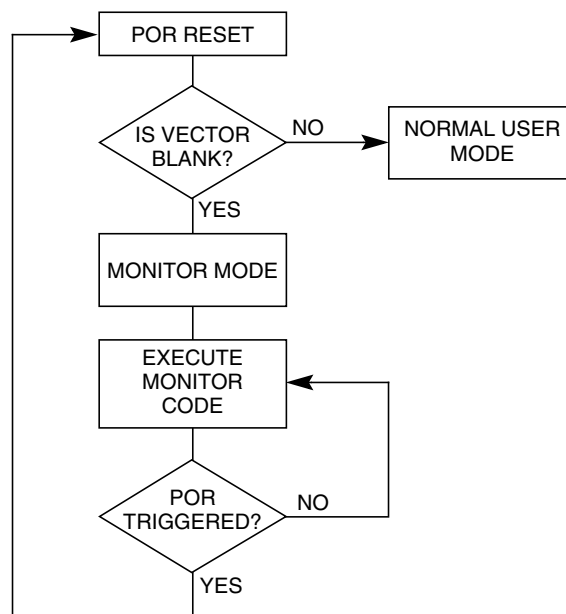 POR RESET
IS VECTOR
BLANK?
NO
NORMAL USER
MODE
YES
MONITOR MODE
EXECUTE
MONITOR
CODE
POR
TRIGGERED?
NO
YES